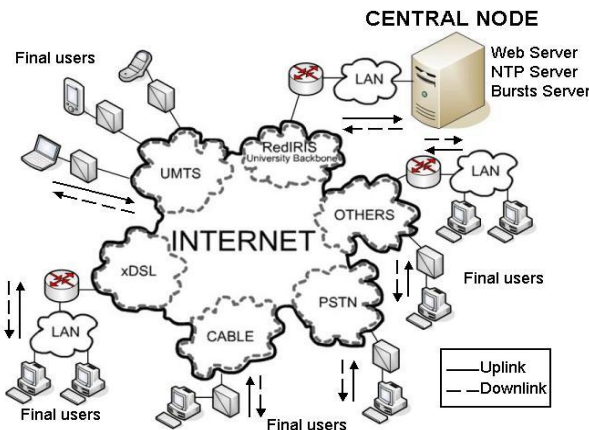 CENTRAL NODE
Final users
Web Server
NTP Server
Bursts Server
LAN
RedIRIS
University Backbone
UMTS
LAN
OTHERS
INTERNET
xDSL
Final users
PSTN
LAN
CABLE
Uplink
Downlink
Final users
Final users